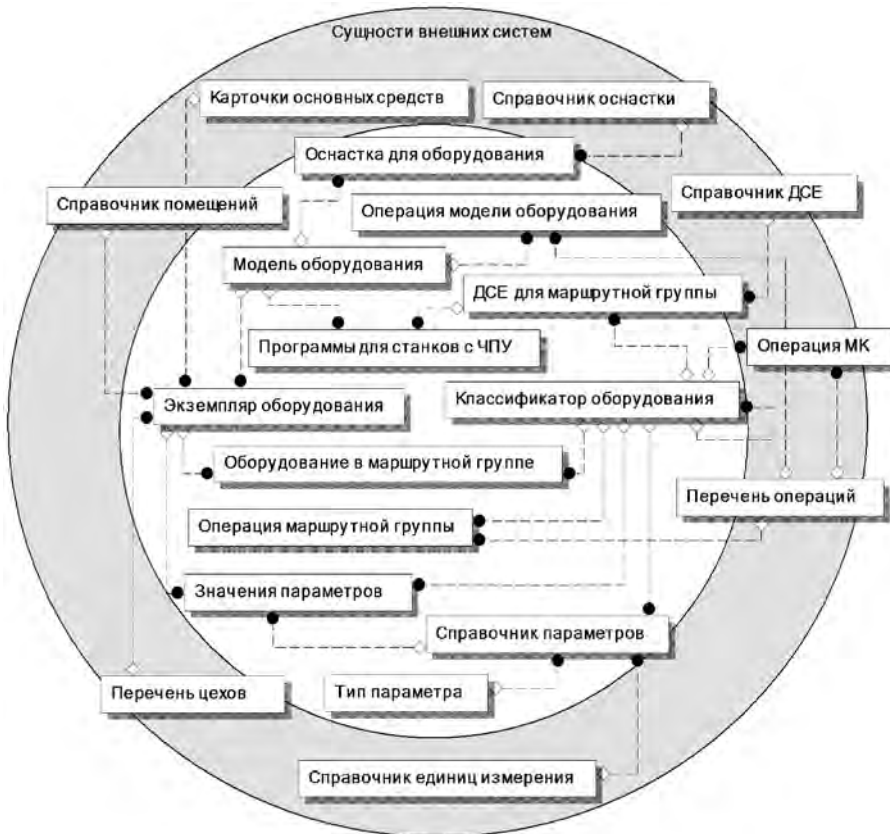 Сущности внешних систем
Карточки основных средств
Справочник оснастки
Оснастка для оборудования
Справочник помещений
Операция модели оборудования
Справочник ДСЕ
Модель оборудования
ДСЕ для маршрутной группы
Программы для станков с ЧПУ
Операция МК
Экземпляр оборудования
Классификатор оборудования
Оборудование в маршрутной группе
Перечень операций
Операция маршрутной группы
Значения параметров
Справочник параметров
Перечень цехов
Тип параметра
Справочник единиц измерения